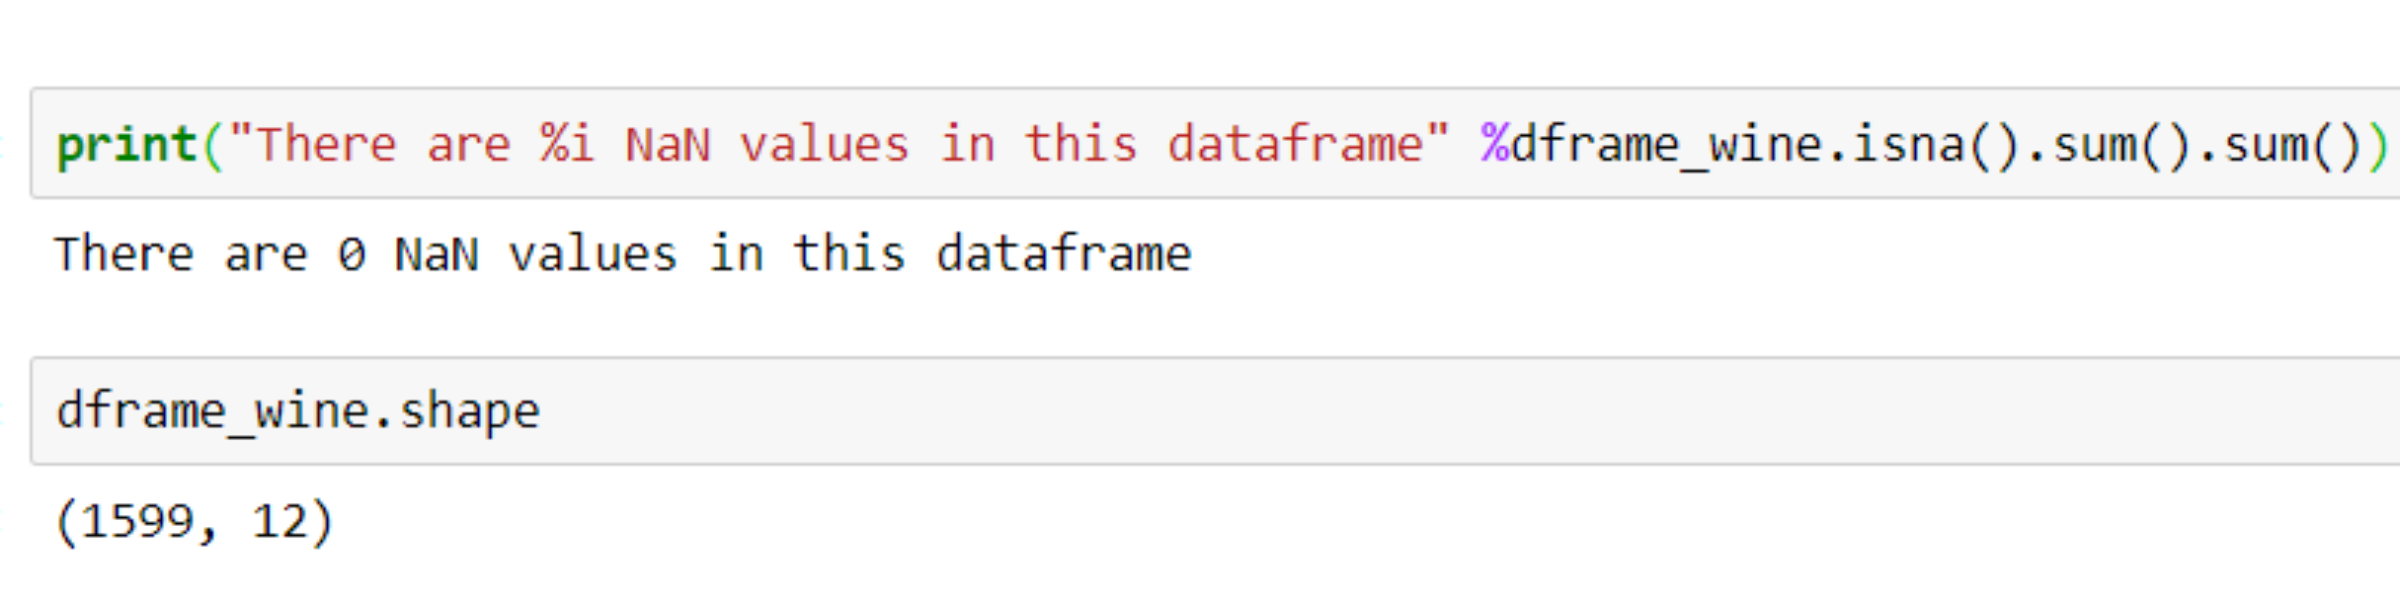 print("There are %i NaN values in this dataframe" %dframe_wine.isna().sum().sum())
There are 0 NaN values in this dataframe
dframe_wine.shape
(1599, 12)